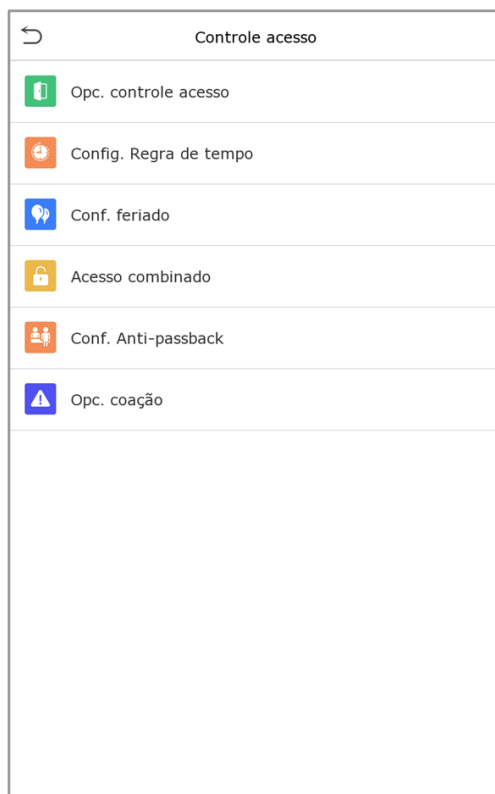 Controle acesso
Opc. controle acesso
Config. Regra de tempo
Conf. feriado
Acesso combinado
Conf. Anti-passback
Opc. coação